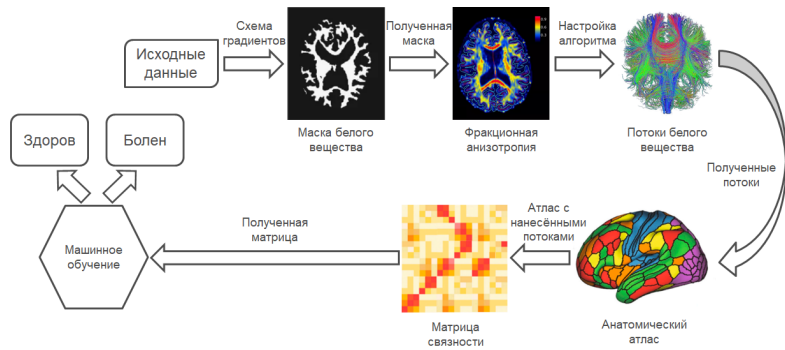 Исходные
данные
Схема
градиентов
Маска белого
вещества
Полученная
маска
Фракционная
анизотропия
Настройка
алгоритма
Потоки белого
вещества
Полученные
потоки
Анатомический
атлас
Атлас с
нанесёнными
потоками
Матрица
связности
Полученная
матрица
Машинное
обучение
Здоров
Болен